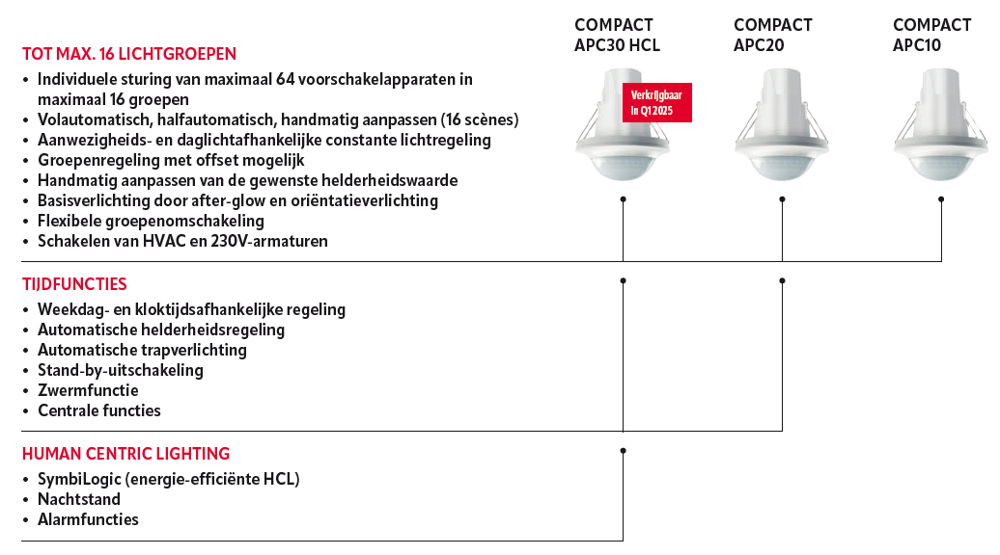 COMPACT
APC30 HCL
COMPACT
APC20
COMPACT
APC10
Verkrijgbaar
in Q1 2025
TOT MAX. 16 LICHTGROEPEN
• Individuele sturing van maximaal 64 voorschakelapparaten in
maximaal 16 groepen
• Volautomatisch, halfautomatisch, handmatig aanpassen (16 scènes)
• Aanwezigheids- en daglichtafhankelijke constante lichtregeling
• Groepenregeling met offset mogelijk
• Handmatig aanpassen van de gewenste helderheidswaarde
• Basisverlichting door after-glow en oriëntatieverlichting
• Flexibele groepenomschakeling
• Schakelen van HVAC en 230V-armaturen
TIJDFUNCTIES
• Weekdag- en kloktijdsafhankelijke regeling
• Automatische helderheidsregeling
• Automatische trapverlichting
• Stand-by-uitschakeling
• Zwermfunctie
• Centrale functies
HUMAN CENTRIC LIGHTING
• SymbiLogic (energie-efficiënte HCL)
• Nachtstand
• Alarmfuncties